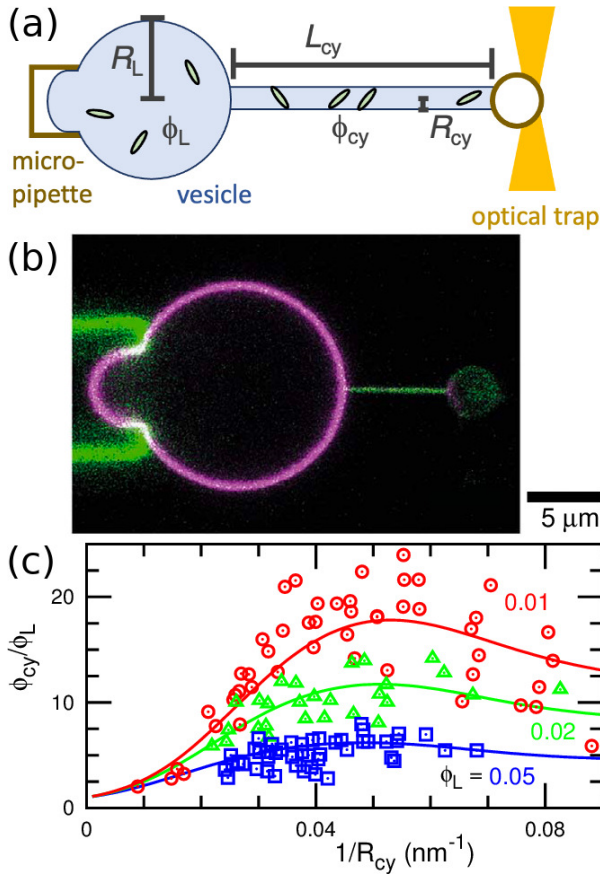 (a)
R_L
L_cy
ϕ_L
ϕ_cy
R_cy
micro-
pipette
vesicle
optical trap
(b)
5 μm
(c)
20
10
0
ϕ_cy/ϕ_L
0.01
0.02
ϕ_L = 0.05
0.04
0.08
1/R_cy (nm⁻¹)